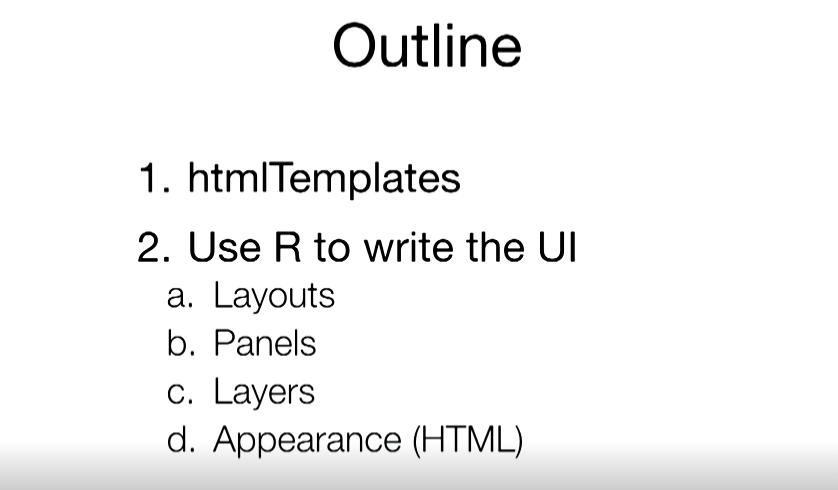 Outline
1. htmlTemplates
2. Use R to write the UI
a. Layouts
b. Panels
c. Layers
d. Appearance (HTML)